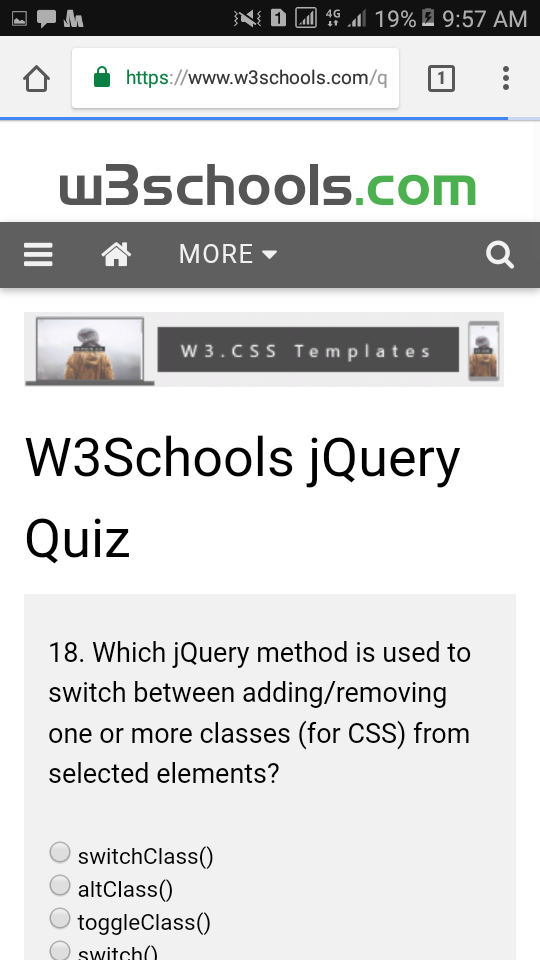 1 4G 19% 9:57 AM
https://www.w3schools.com/q
1
w3schools.com
MORE
W3.CSS Templates
W3Schools jQuery
Quiz
18. Which jQuery method is used to
switch between adding/removing
one or more classes (for CSS) from
selected elements?
switchClass()
altClass()
toggleClass()
switch()